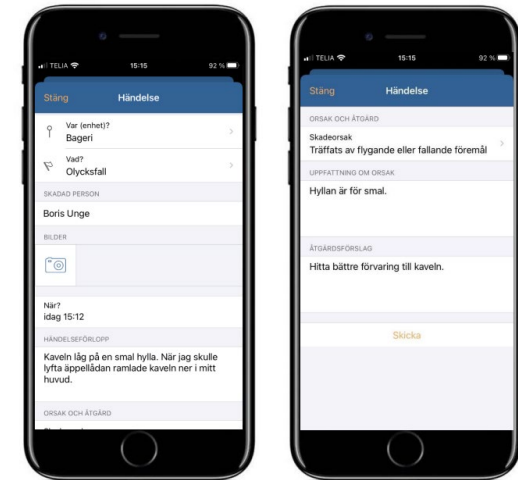 TELIA 15:15 92 %
Stäng Händelse
Var (enhet)?
Bageri
Vad?
Olycksfall
SKADAD PERSON
Boris Unge
BILDER
När?
idag 15:12
HÄNDELSEFÖRLOPP
Kaveln låg på en smal hylla. När jag skulle
lyfta äppellådan ramlade kaveln ner i mitt
huvud.
ORSAK OCH ÅTGÄRD
TELIA 15:15 92 %
Stäng Händelse
ORSAK OCH ÅTGÄRD
Skadeorsak
Träffats av flygande eller fallande föremål
UPPFATTNING OM ORSAK
Hyllan är för smal.
ÅTGÄRDSFÖRSLAG
Hitta bättre förvaring till kaveln.
Skicka